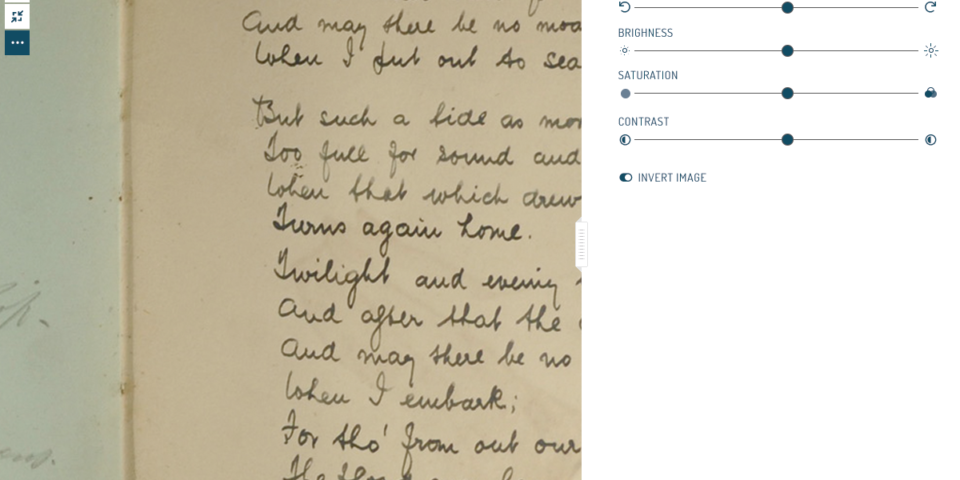 And may there be no moa
When I put out to sea
But such a tide as mov
Too full for sound and
When that which drew
Turns again home.
Twilight and evening
And after that the
And may there be no
When I embark;
For tho' from out our
BRIGHNESS
SATURATION
CONTRAST
INVERT IMAGE